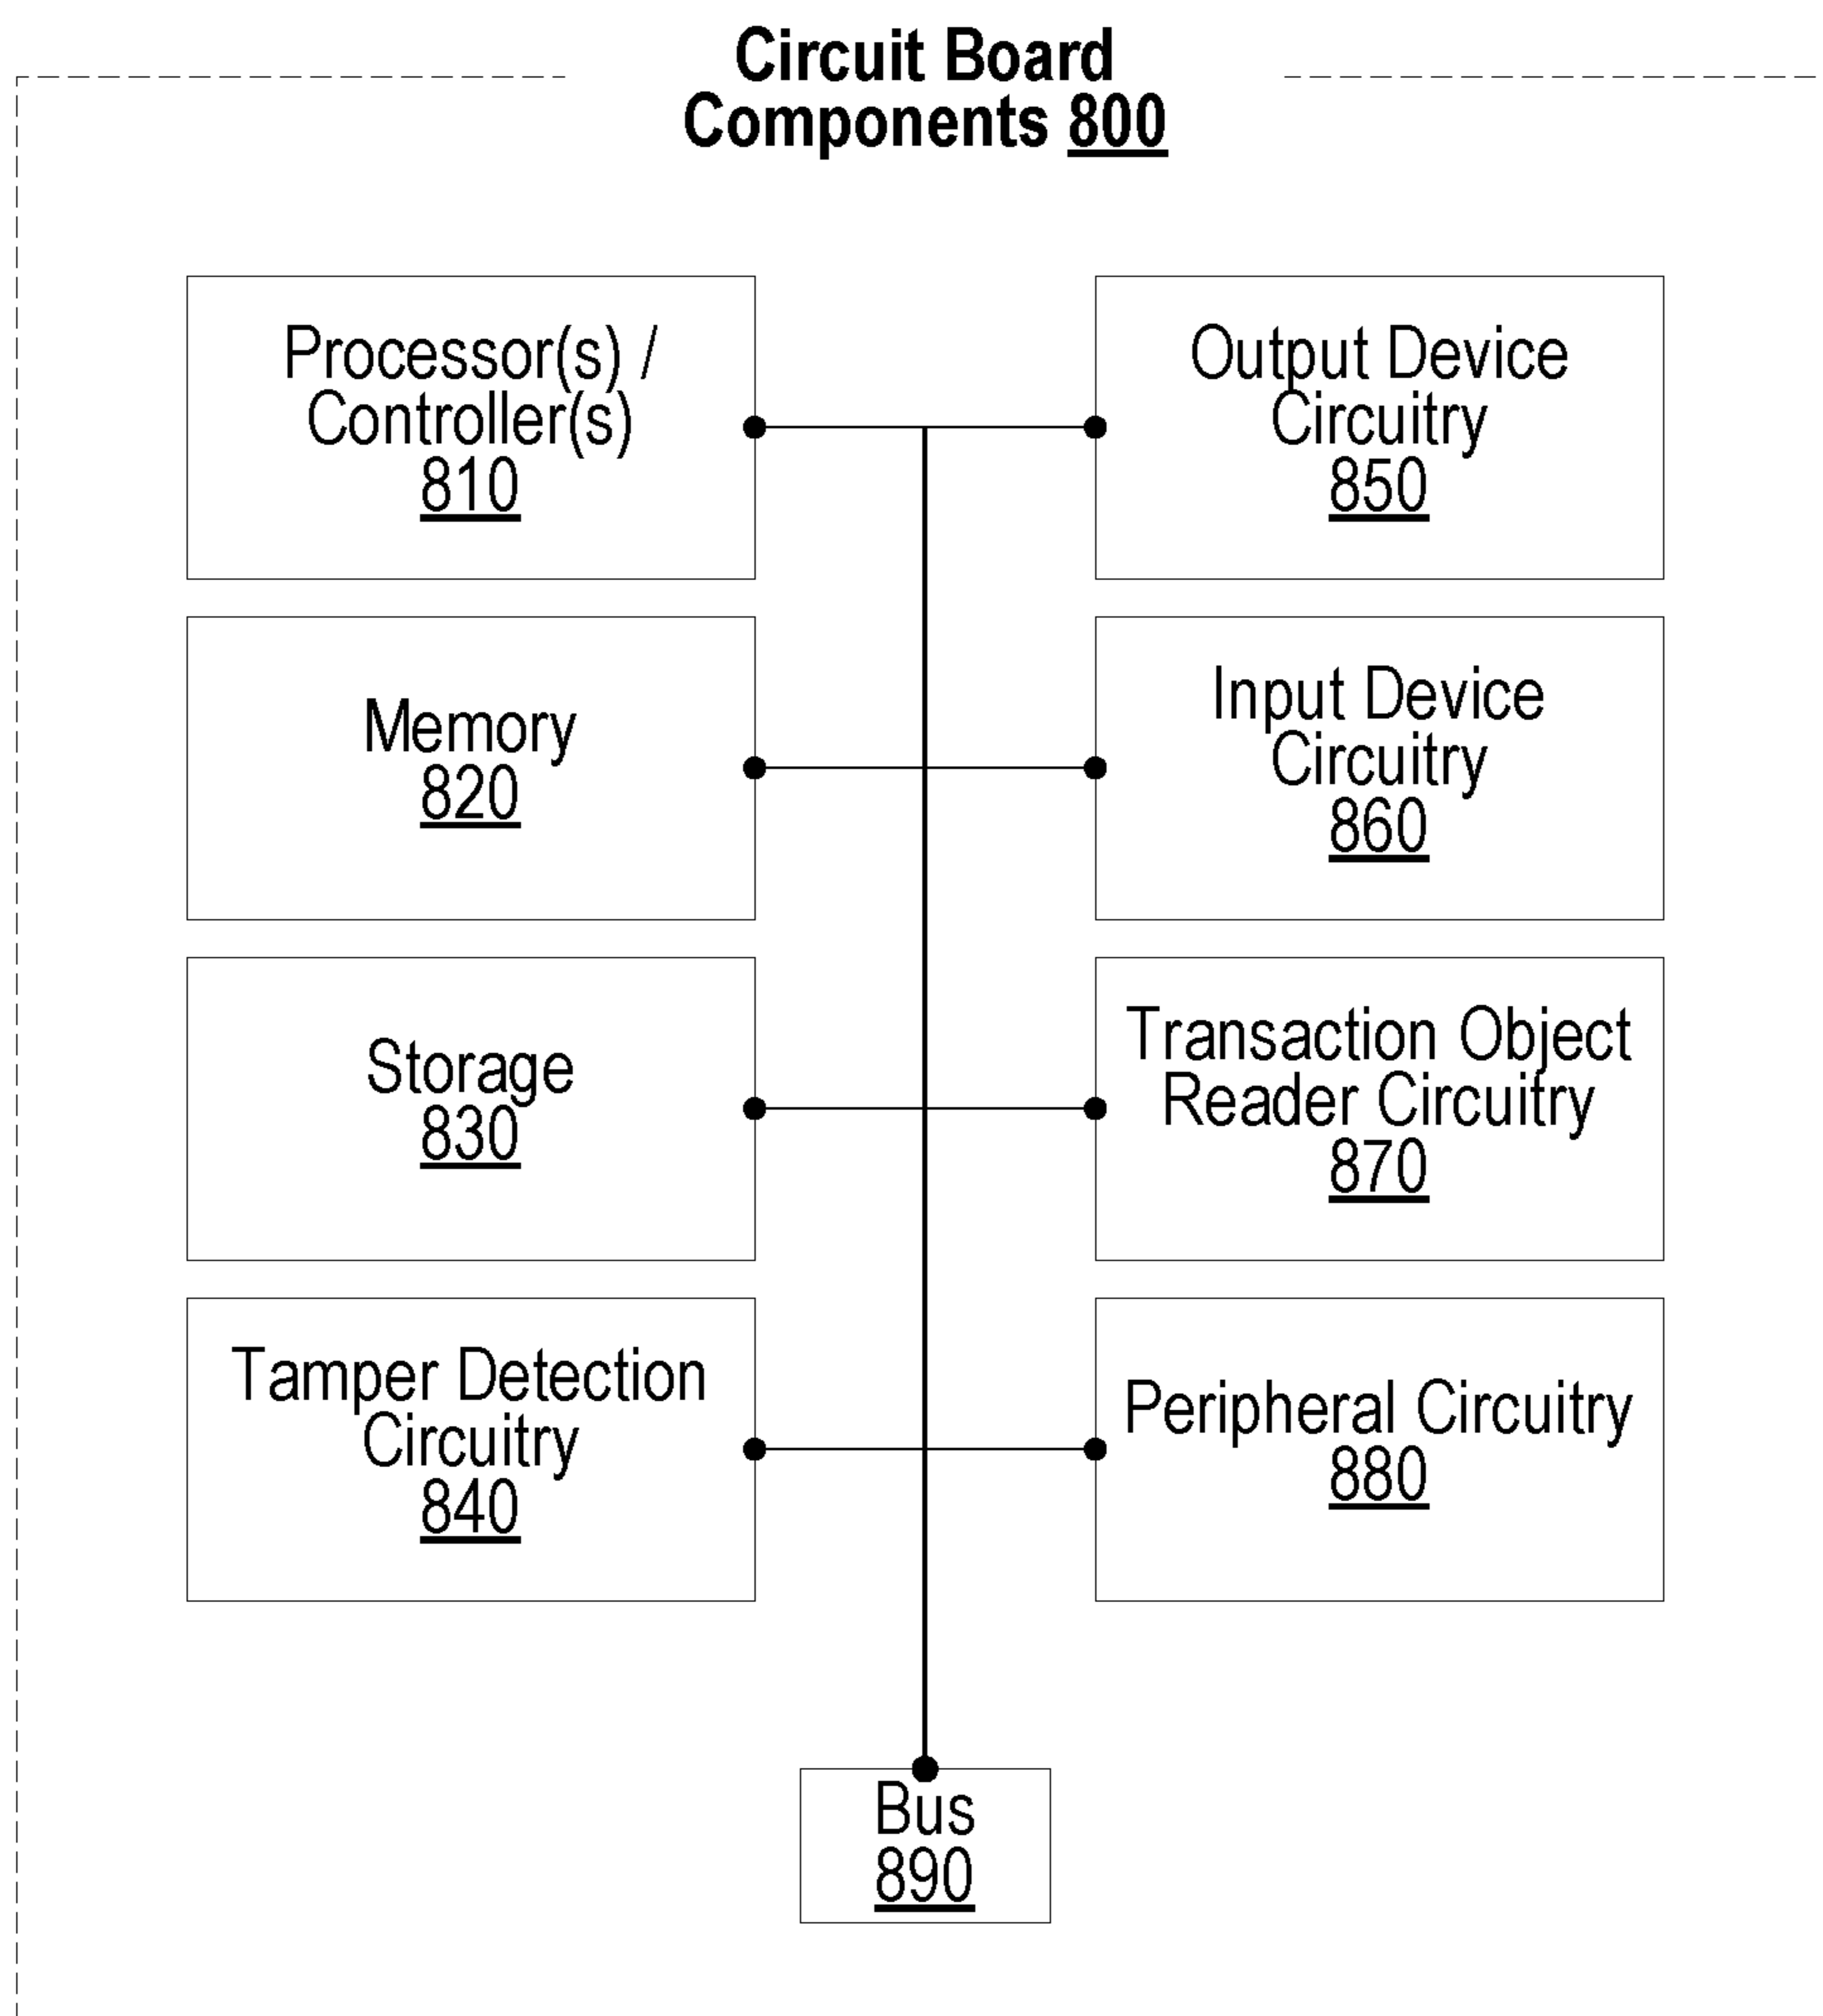 Circuit Board
Components 800
Processor(s) /
Controller(s)
810
Output Device
Circuitry
850
Memory
820
Input Device
Circuitry
860
Storage
830
Transaction Object
Reader Circuitry
870
Tamper Detection
Circuitry
840
Peripheral Circuitry
880
Bus
890